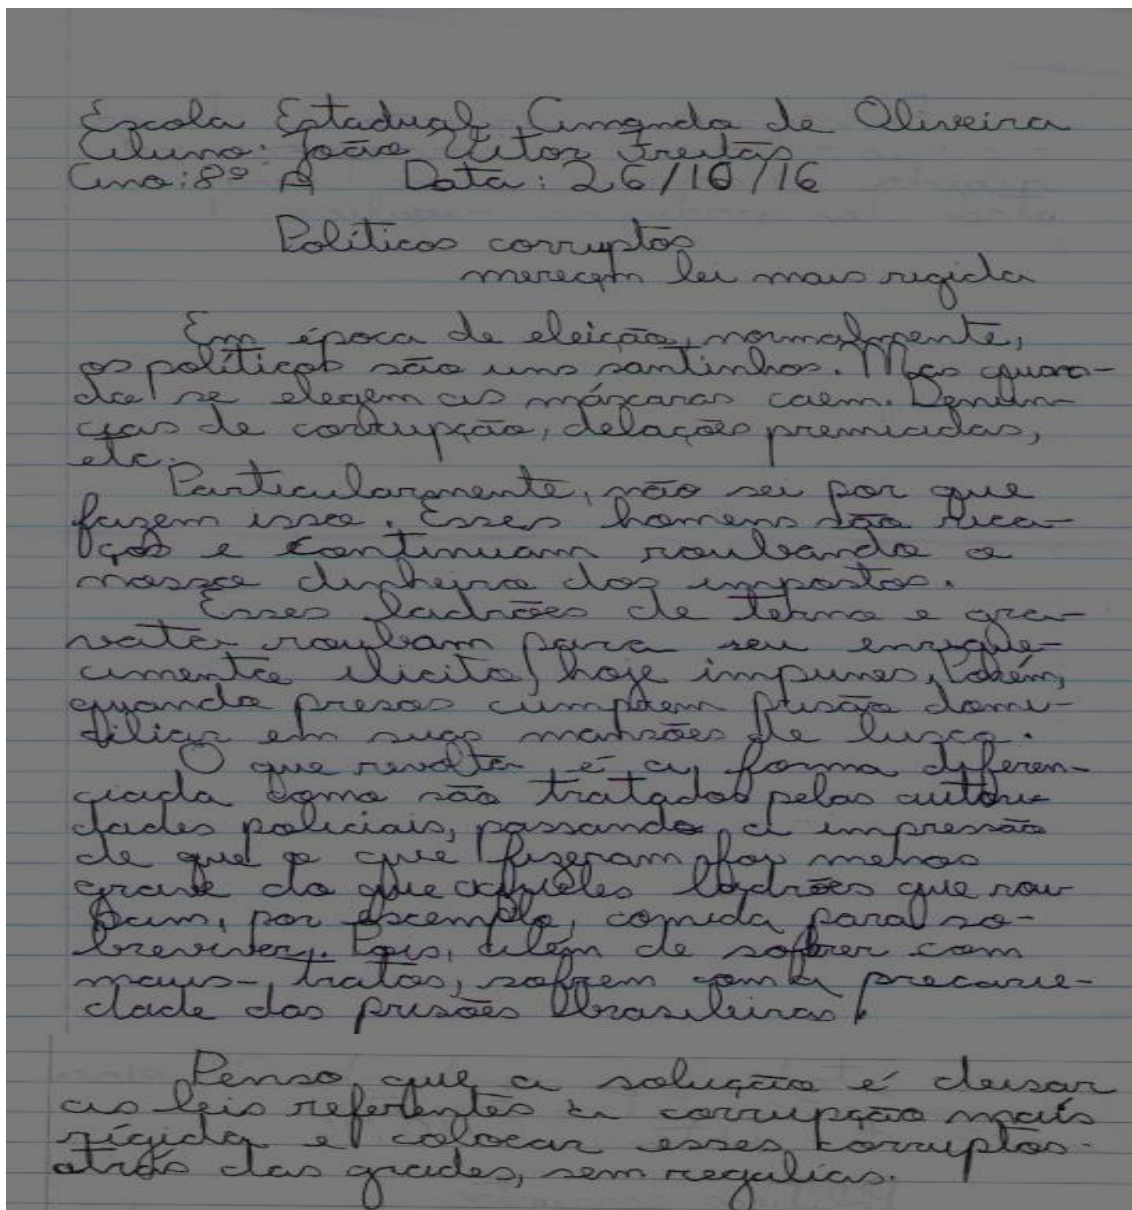 Escola Estadual Amanda de Oliveira
Aluno: João Vitor Freitas
Ano: 8º A Data: 26/10/16
Políticos corruptos
merecem lei mais rigida
Em época de eleição, normalmente,
os políticos são uns santinhos. Mas quan-
do se elegem as máscaras caem. Denún-
cias de corrupção, delações premiadas,
etc.
Particularmente, não sei por que
fazem isso. Esses homens são rica-
ços e continuam roubando o
nosso dinheiro dos impostos.
Esses ladrões de terno e gra-
vata roubam para seu enrique-
cimento ilicito, hoje impunes, Porém,
quando presos cumprem prisão domi-
ciliar em suas mansões de luxo.
O que revolta é a forma diferen-
ciada como são tratados pelas autori-
dades policiais, passando a impressão
de que o que fizeram foi menos
grave do que aqueles ladrões que rou
bam, por exemplo, comida para so-
breviver. Pois, além de sofrer com
maus-tratos, sofrem com a precarie-
dade das prisões brasileiras.
Penso que a solução é deixar
as leis referentes a corrupção mais
rígida e colocar esses corruptos
atrás das grades, sem regalias.